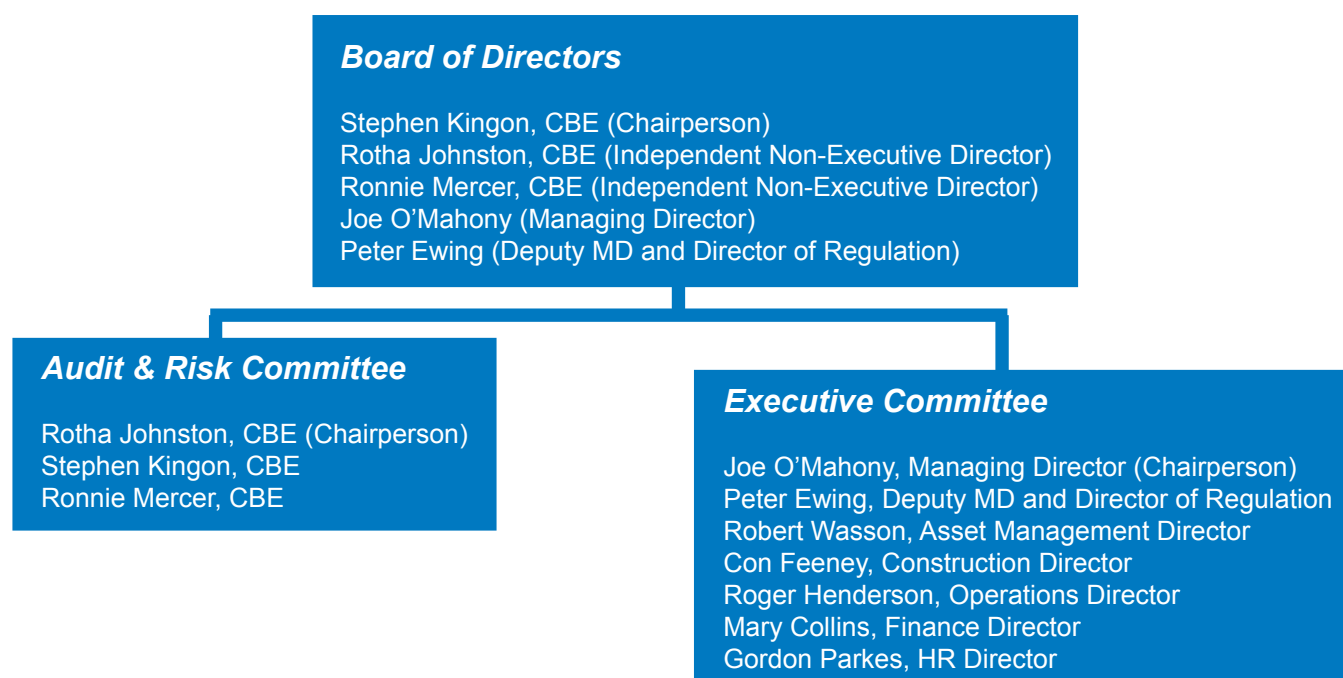 Board of Directors
Stephen Kingon, CBE (Chairperson)
Rotha Johnston, CBE (Independent Non-Executive Director)
Ronnie Mercer, CBE (Independent Non-Executive Director)
Joe O’Mahony (Managing Director)
Peter Ewing (Deputy MD and Director of Regulation)
Audit & Risk Committee
Rotha Johnston, CBE (Chairperson)
Stephen Kingon, CBE
Ronnie Mercer, CBE
Executive Committee
Joe O’Mahony, Managing Director (Chairperson)
Peter Ewing, Deputy MD and Director of Regulation
Robert Wasson, Asset Management Director
Con Feeney, Construction Director
Roger Henderson, Operations Director
Mary Collins, Finance Director
Gordon Parkes, HR Director